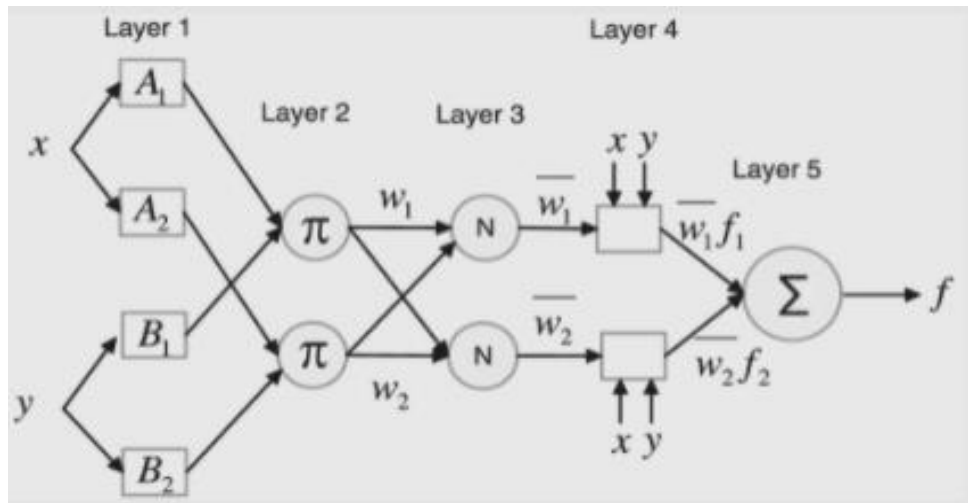 Layer 1
Layer 4
A₁
Layer 2
Layer 3
x
x y
Layer 5
A₂
w₁
w̅₁
w̅₁f₁
π
N
Σ
f
B₁
π
N
w̅₂
w̅₂f₂
w₂
y
x y
B₂